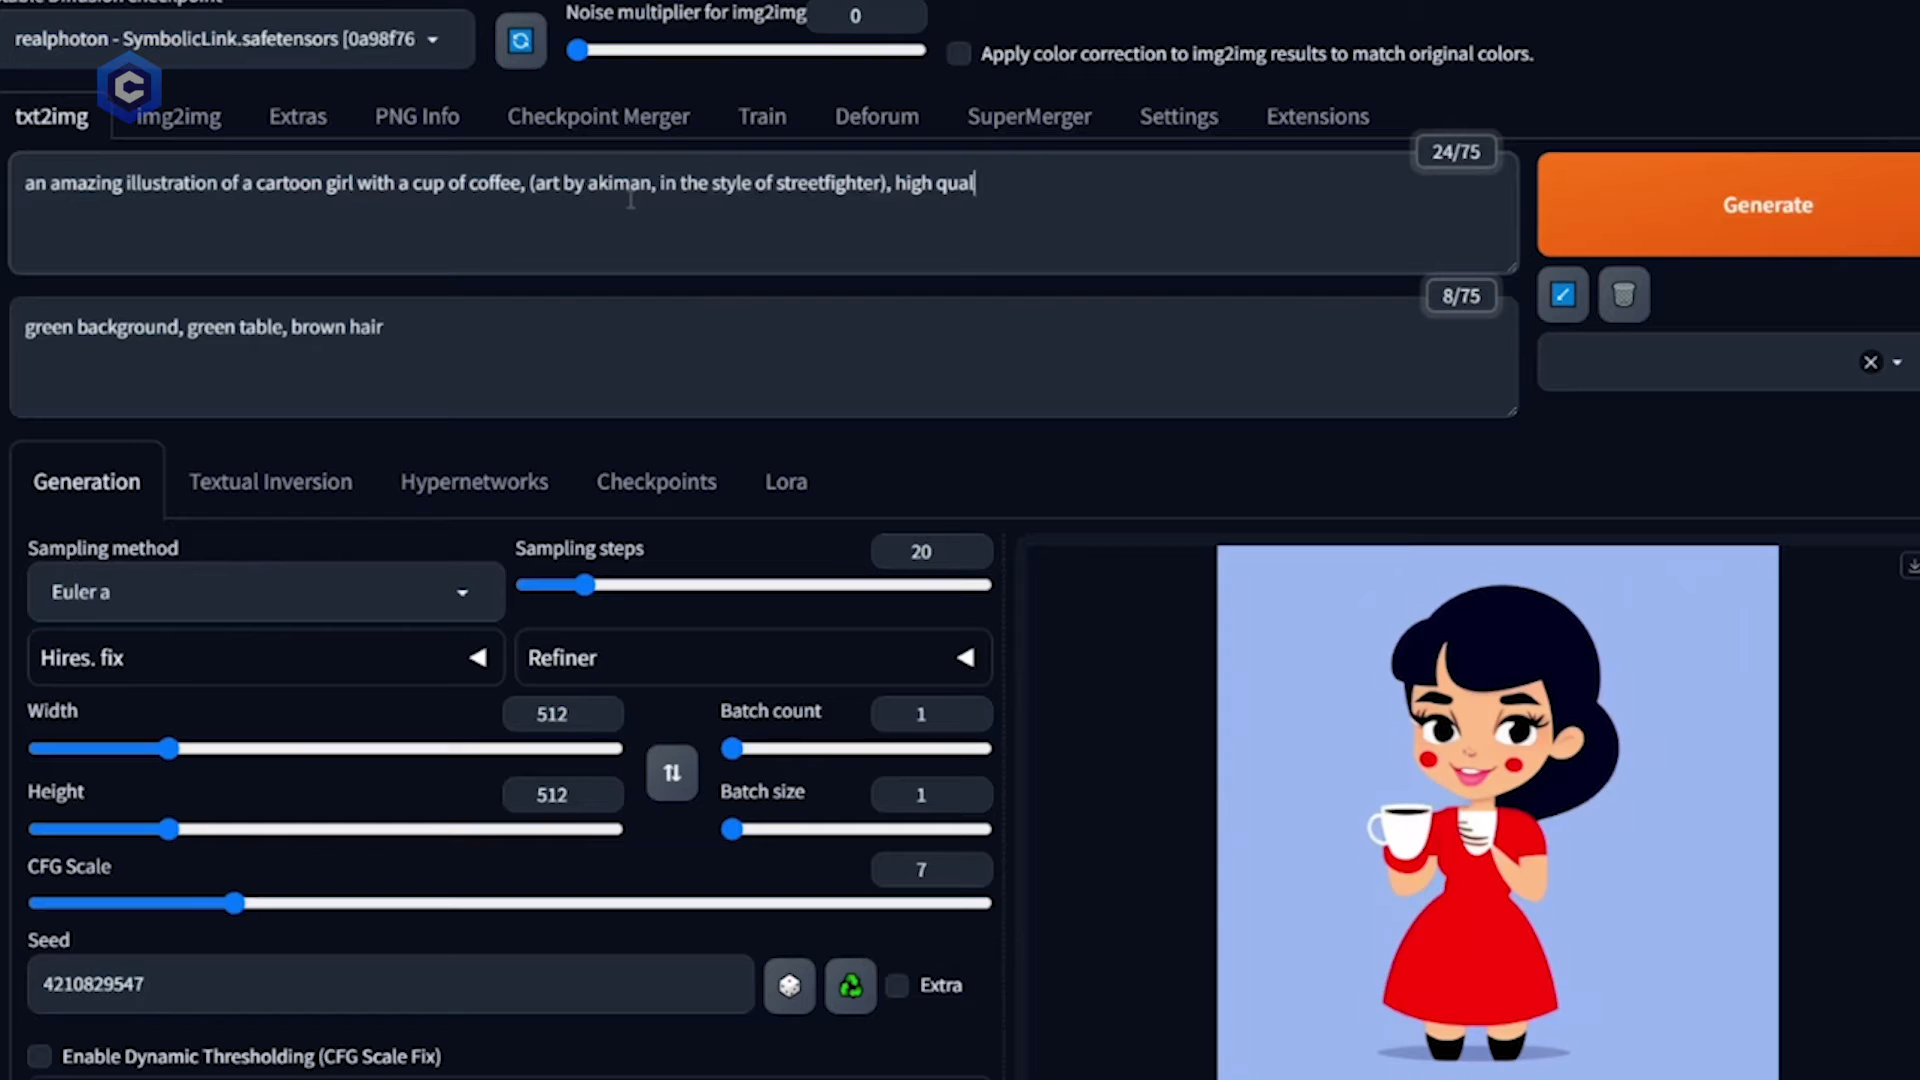 Noise multiplier for img2img
0
realphoton - SymbolicLink.safetensors [0a98f76
Apply color correction to img2img results to match original colors.
txt2img
img2img
Extras
PNG Info
Checkpoint Merger
Train
Deforum
SuperMerger
Settings
Extensions
24/75
an amazing illustration of a cartoon girl with a cup of coffee, (art by akiman, in the style of streetfighter), high qual
Generate
8/75
green background, green table, brown hair
Generation
Textual Inversion
Hypernetworks
Checkpoints
Lora
Sampling method
Sampling steps
20
Euler a
Hires. fix
Refiner
Width
512
Batch count
1
Height
512
Batch size
1
CFG Scale
7
Seed
4210829547
Extra
Enable Dynamic Thresholding (CFG Scale Fix)